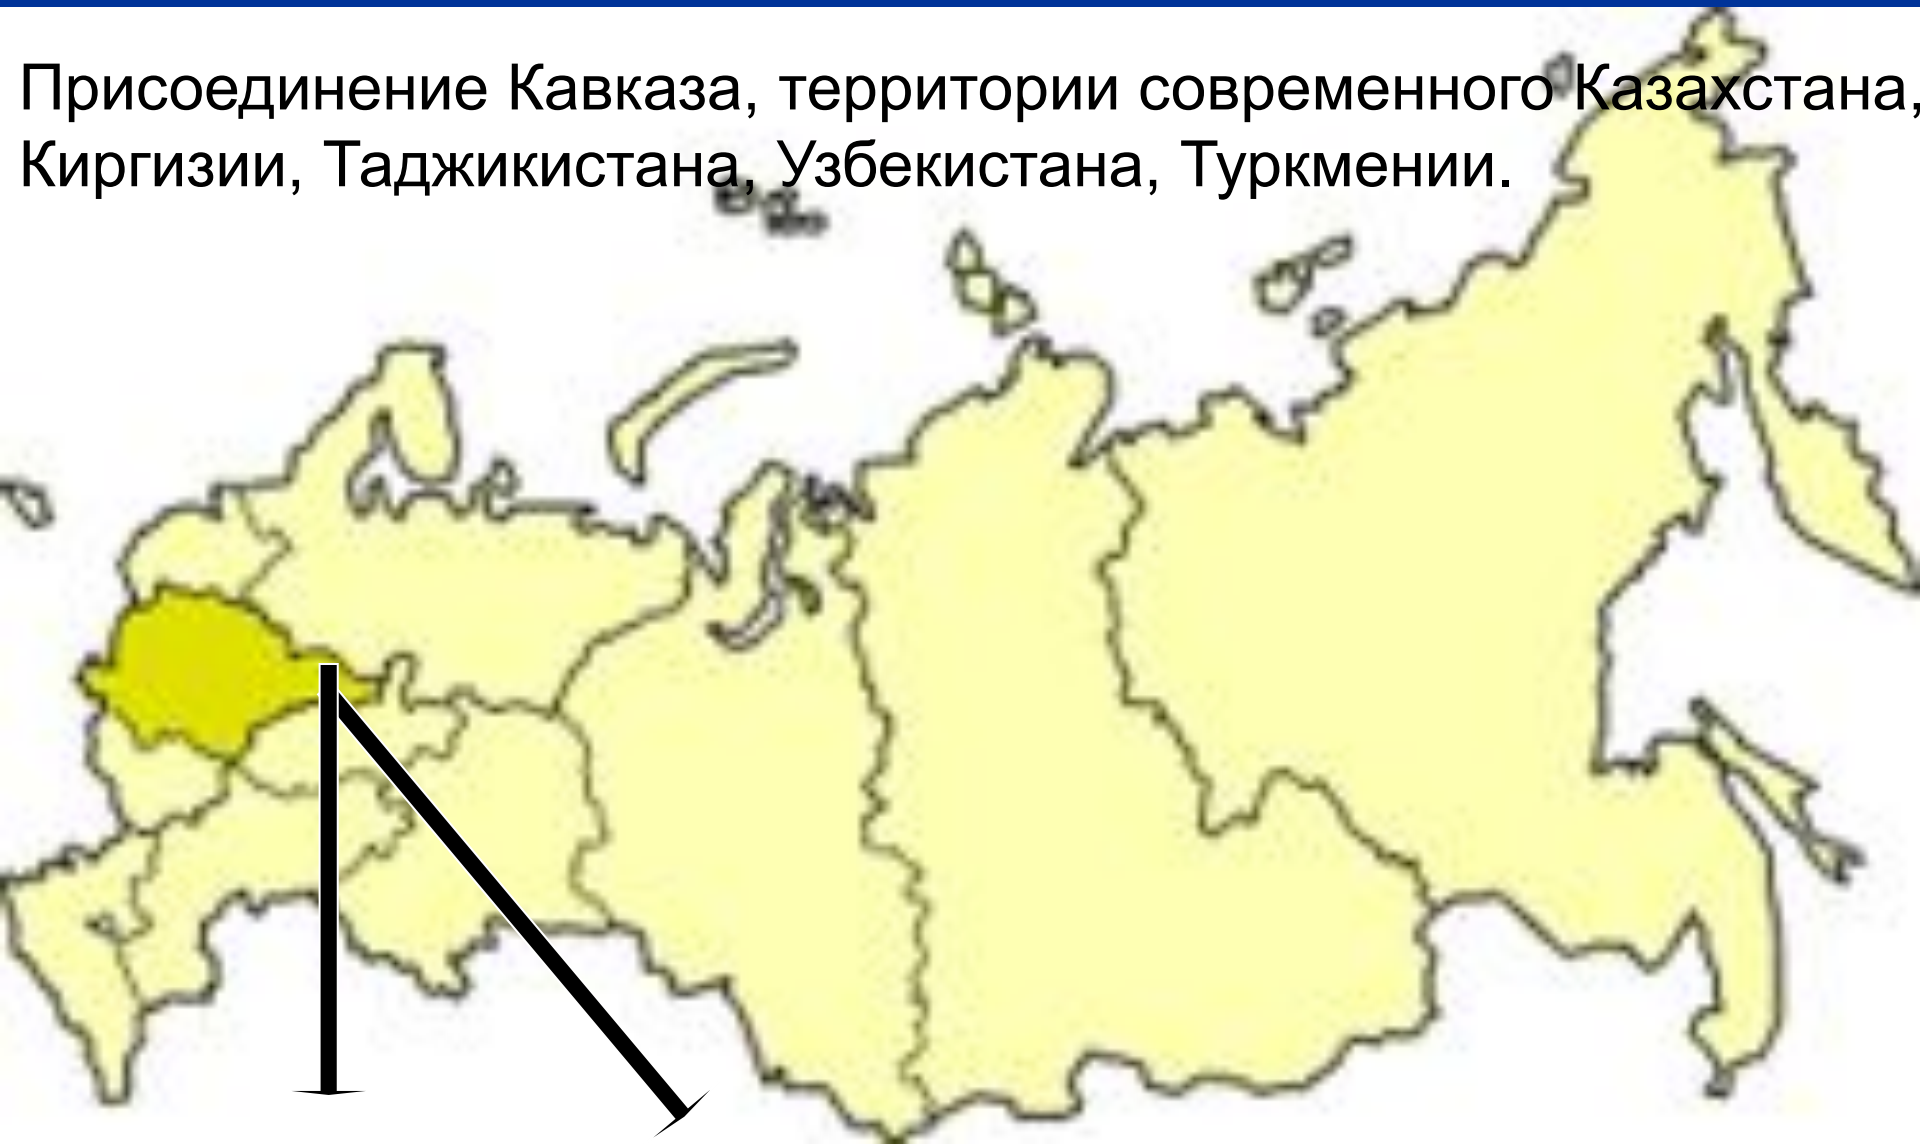 Присоединение Кавказа, территории современного Казахстана,
Киргизии, Таджикистана, Узбекистана, Туркмении.